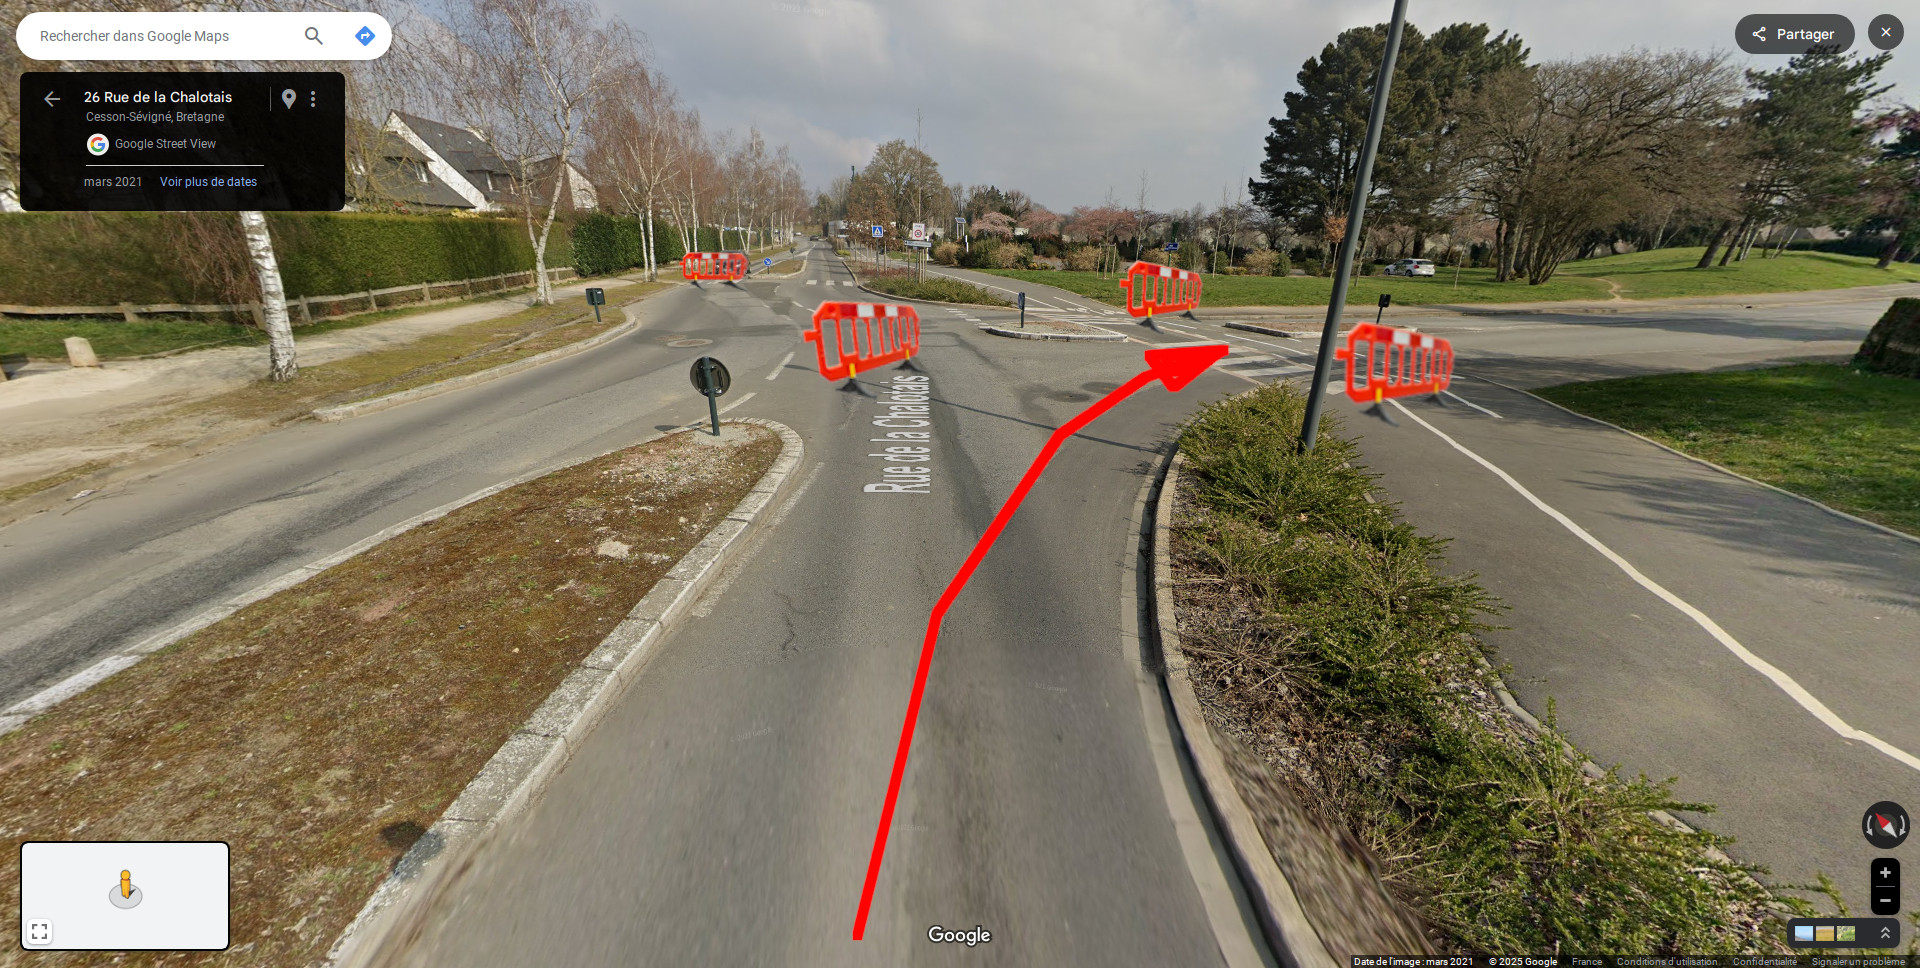 Rechercher dans Google Maps
Partager
26 Rue de la Chalotais
Cesson-Sévigné, Bretagne
Google Street View
mars 2021 Voir plus de dates
Rue de la Chalotais
Google
Date de l'image : mars 2021 © 2025 Google France Conditions d'utilisation Confidentialité Signaler un problème